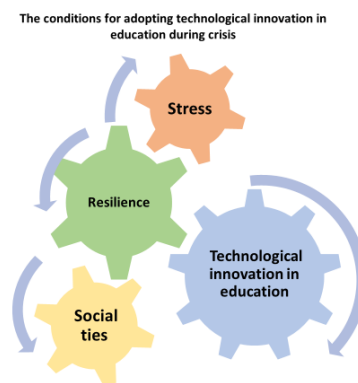 The conditions for adopting technological innovation in
education during crisis
Stress
Resilience
Technological
innovation in
education
Social
ties